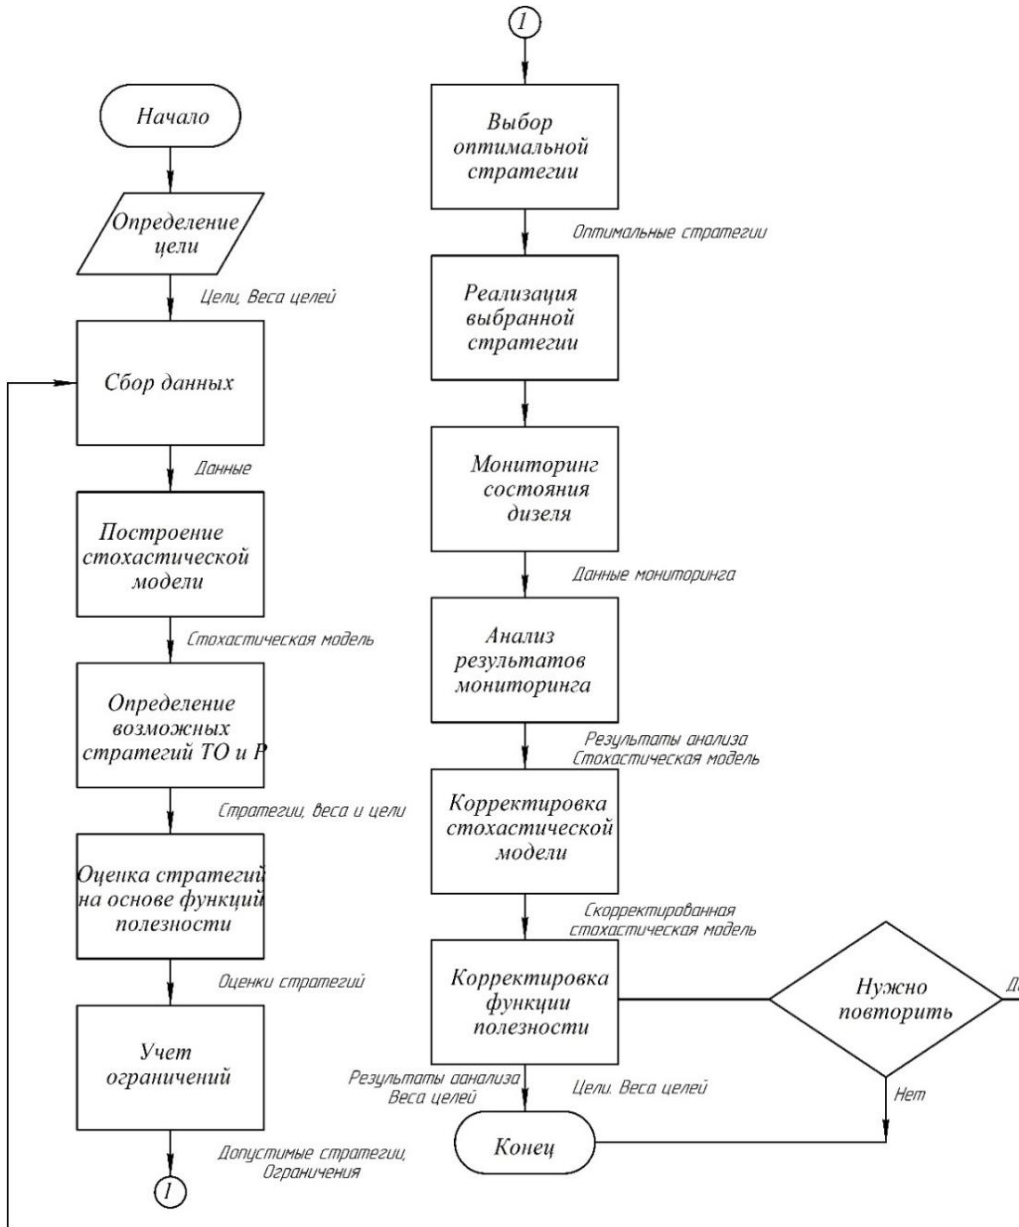 Начало
Определение
цели
Цели, Веса целей
Сбор данных
Данные
Построение
стохастической
модели
Стохастическая модель
Определение
возможных
стратегий ТО и Р
Стратегии, веса и цели
Оценка стратегий
на основе функций
полезности
Оценки стратегий
Учет
ограничений
Допустимые стратегии,
Ограничения
1
1
Выбор
оптимальной
стратегии
Оптимальные стратегии
Реализация
выбранной
стратегии
Мониторинг
состояния
дизеля
Данные мониторинга
Анализ
результатов
мониторинга
Результаты анализа
Стохастическая модель
Корректировка
стохастической
модели
Скорректированная
стохастическая модель
Корректировка
функции
полезности
Результаты аанализа
Веса целей
Цели. Веса целей
Конец
Нужно
повторить
Нет